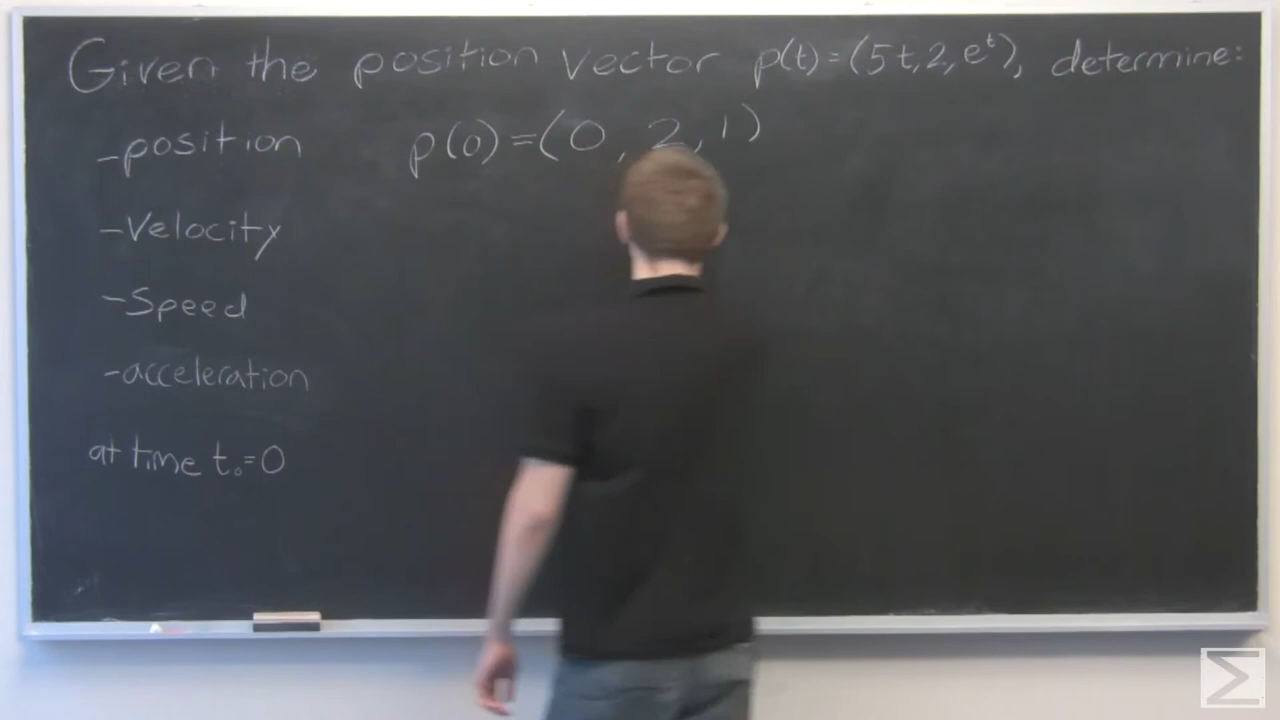 Given the position vector p(t)=(5t,2,eᵗ), determine:
-position p(0)=(0,2,1)
-Velocity
-Speed
-acceleration
at time t₀=0
Σ